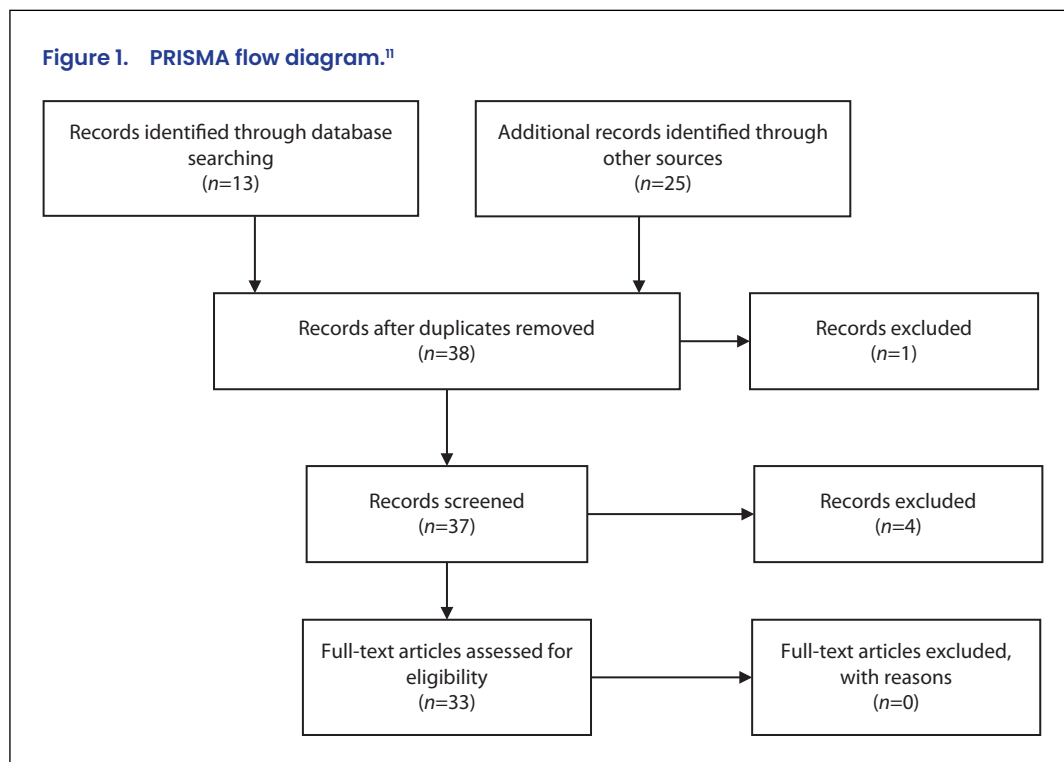 Figure 1. PRISMA flow diagram.¹¹
Records identified through database
searching
(n=13)
Additional records identified through
other sources
(n=25)
Records after duplicates removed
(n=38)
Records excluded
(n=1)
Records screened
(n=37)
Records excluded
(n=4)
Full-text articles assessed for
eligibility
(n=33)
Full-text articles excluded,
with reasons
(n=0)